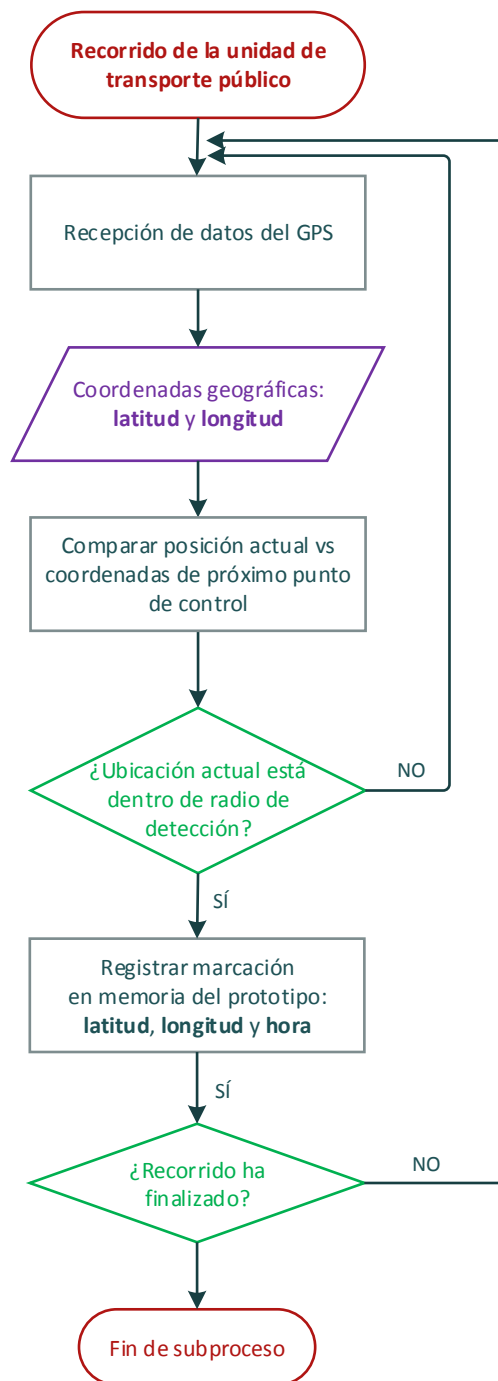 Recorrido de la unidad de
transporte público
Recepción de datos del GPS
Coordenadas geográficas:
latitud y longitud
Comparar posición actual vs
coordenadas de próximo punto
de control
¿Ubicación actual está
dentro de radio de
detección?
NO
SÍ
Registrar marcación
en memoria del prototipo:
latitud, longitud y hora
SÍ
¿Recorrido ha
finalizado?
NO
Fin de subproceso